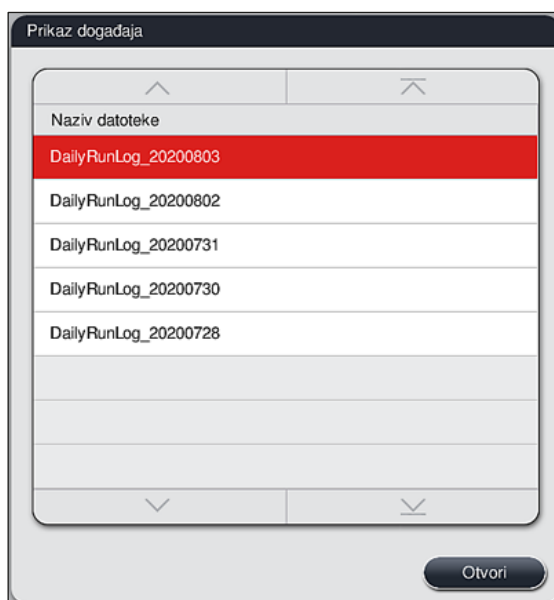 Prikaz događaja
Naziv datoteke
DailyRunLog_20200803
DailyRunLog_20200802
DailyRunLog_20200731
DailyRunLog_20200730
DailyRunLog_20200728
Otvori